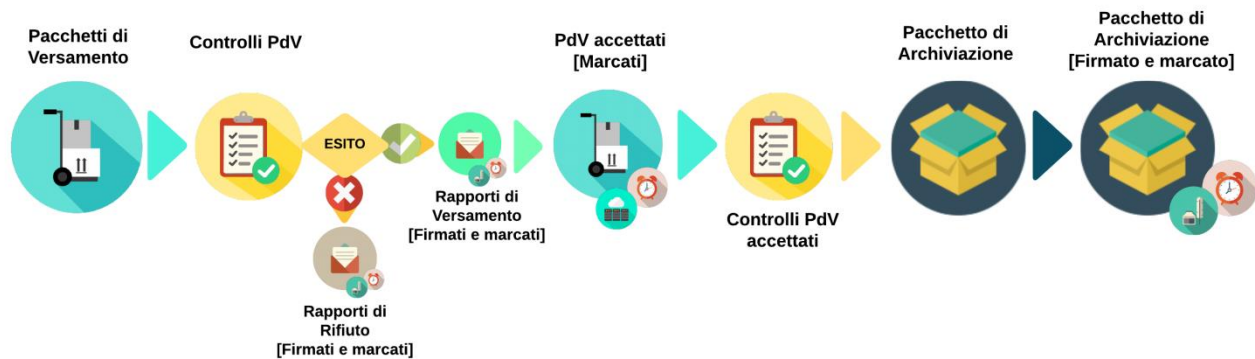 Pacchetti di
Versamento
Controlli PdV
ESITO
Rapporti di
Rifiuto
[Firmati e marcati]
Rapporti di
Versamento
[Firmati e marcati]
PdV accettati
[Marcati]
Controlli PdV
accettati
Pacchetto di
Archiviazione
Pacchetto di
Archiviazione
[Firmato e marcato]